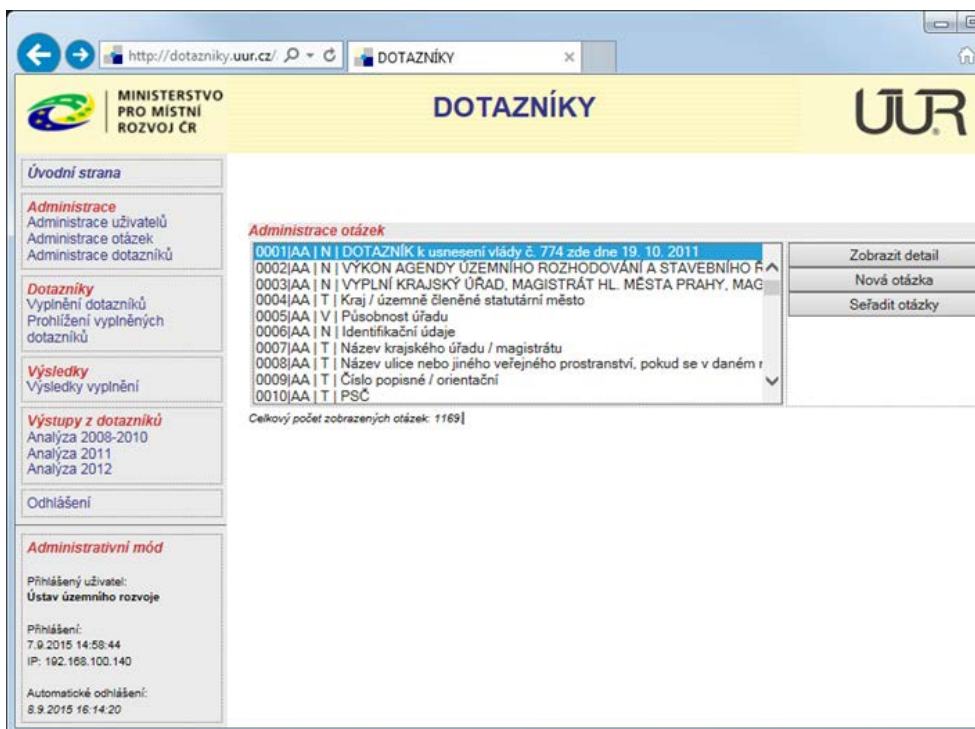 http://dotazniky.uur.cz/
DOTAZNÍKY
MINISTERSTVO
PRO MÍSTNÍ
ROZVOJ ČR
DOTAZNÍKY
ÚÚR
Úvodní strana
Administrace
Administrace uživatelů
Administrace otázek
Administrace dotazníků
Dotazníky
Vyplnění dotazníků
Prohlížení vyplněných
dotazníků
Výsledky
Výsledky vyplnění
Výstupy z dotazníků
Analýza 2008-2010
Analýza 2011
Analýza 2012
Odhlášení
Administrativní mód
Přihlášený uživatel:
Ústav územního rozvoje
Přihlášení:
7.9.2015 14:58:44
IP: 192.168.100.140
Automatické odhlášení:
8.9.2015 16:14:20
Administrace otázek
0001|AA | N | DOTAZNÍK k usnesení vlády č. 774 zde dne 19. 10. 2011
0002|AA | N | VÝKON AGENDY ÚZEMNÍHO ROZHODOVÁNÍ A STAVEBNÍHO Ř
0003|AA | N | VYPLNÍ KRAJSKÝ ÚŘAD, MAGISTRÁT HL. MĚSTA PRAHY, MAG
0004|AA | T | Kraj / územně členěné statutární město
0005|AA | V | Působnost úřadu
0006|AA | N | Identifikační údaje
0007|AA | T | Název krajského úřadu / magistrátu
0008|AA | T | Název ulice nebo jiného veřejného prostranství, pokud se v daném
0009|AA | T | Číslo popisné / orientační
0010|AA | T | PSČ
Celkový počet zobrazených otázek: 1169
Zobrazit detail
Nová otázka
Seřadit otázky